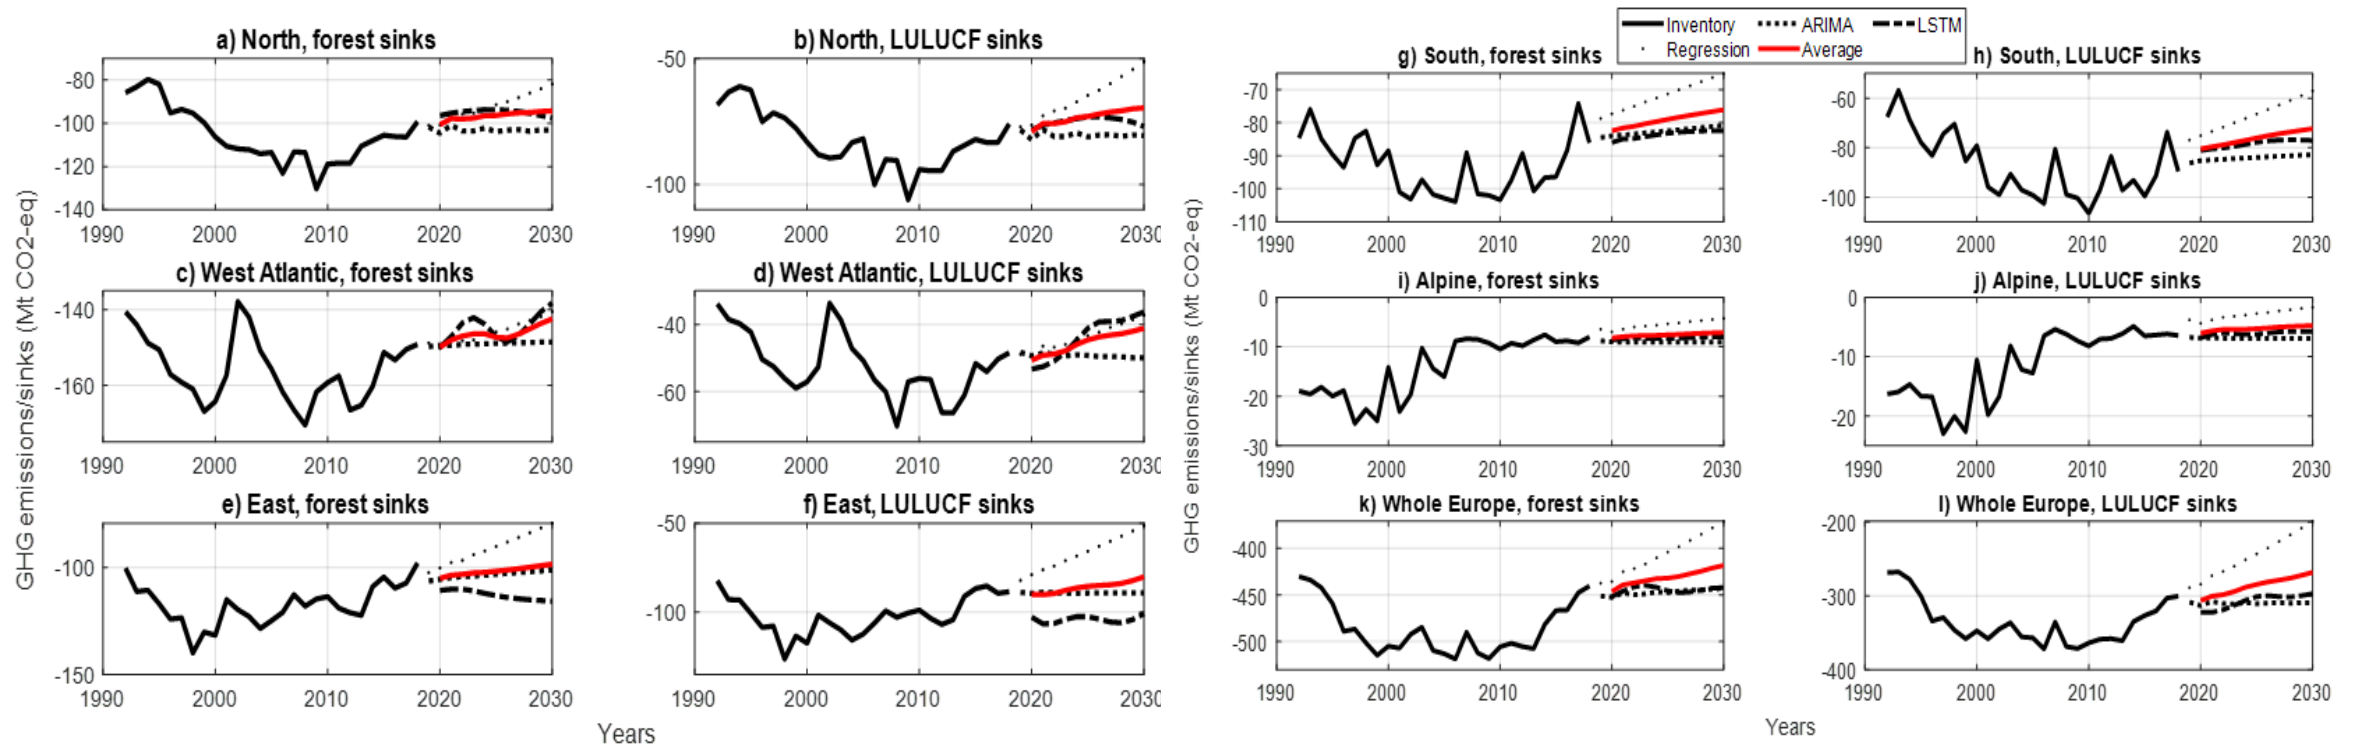 Inventory ARIMA LSTM
Regression Average
a) North, forest sinks
-80
-100
-120
-140
1990 2000 2010 2020 2030
b) North, LULUCF sinks
-50
-100
1990 2000 2010 2020 2030
c) West Atlantic, forest sinks
-140
-160
1990 2000 2010 2020 2030
d) West Atlantic, LULUCF sinks
-40
-60
1990 2000 2010 2020 2030
e) East, forest sinks
-100
-150
1990 2000 2010 2020 2030
f) East, LULUCF sinks
-50
-100
1990 2000 2010 2020 2030
GHG emissions/sinks (Mt CO2-eq)
Years
g) South, forest sinks
-70
-80
-90
-100
-110
1990 2000 2010 2020 2030
h) South, LULUCF sinks
-60
-80
-100
1990 2000 2010 2020 2030
i) Alpine, forest sinks
0
-10
-20
-30
1990 2000 2010 2020 2030
j) Alpine, LULUCF sinks
0
-10
-20
1990 2000 2010 2020 2030
k) Whole Europe, forest sinks
-400
-450
-500
1990 2000 2010 2020 2030
l) Whole Europe, LULUCF sinks
-200
-300
-400
1990 2000 2010 2020 2030
GHG emissions/sinks (Mt CO2-eq)
Years